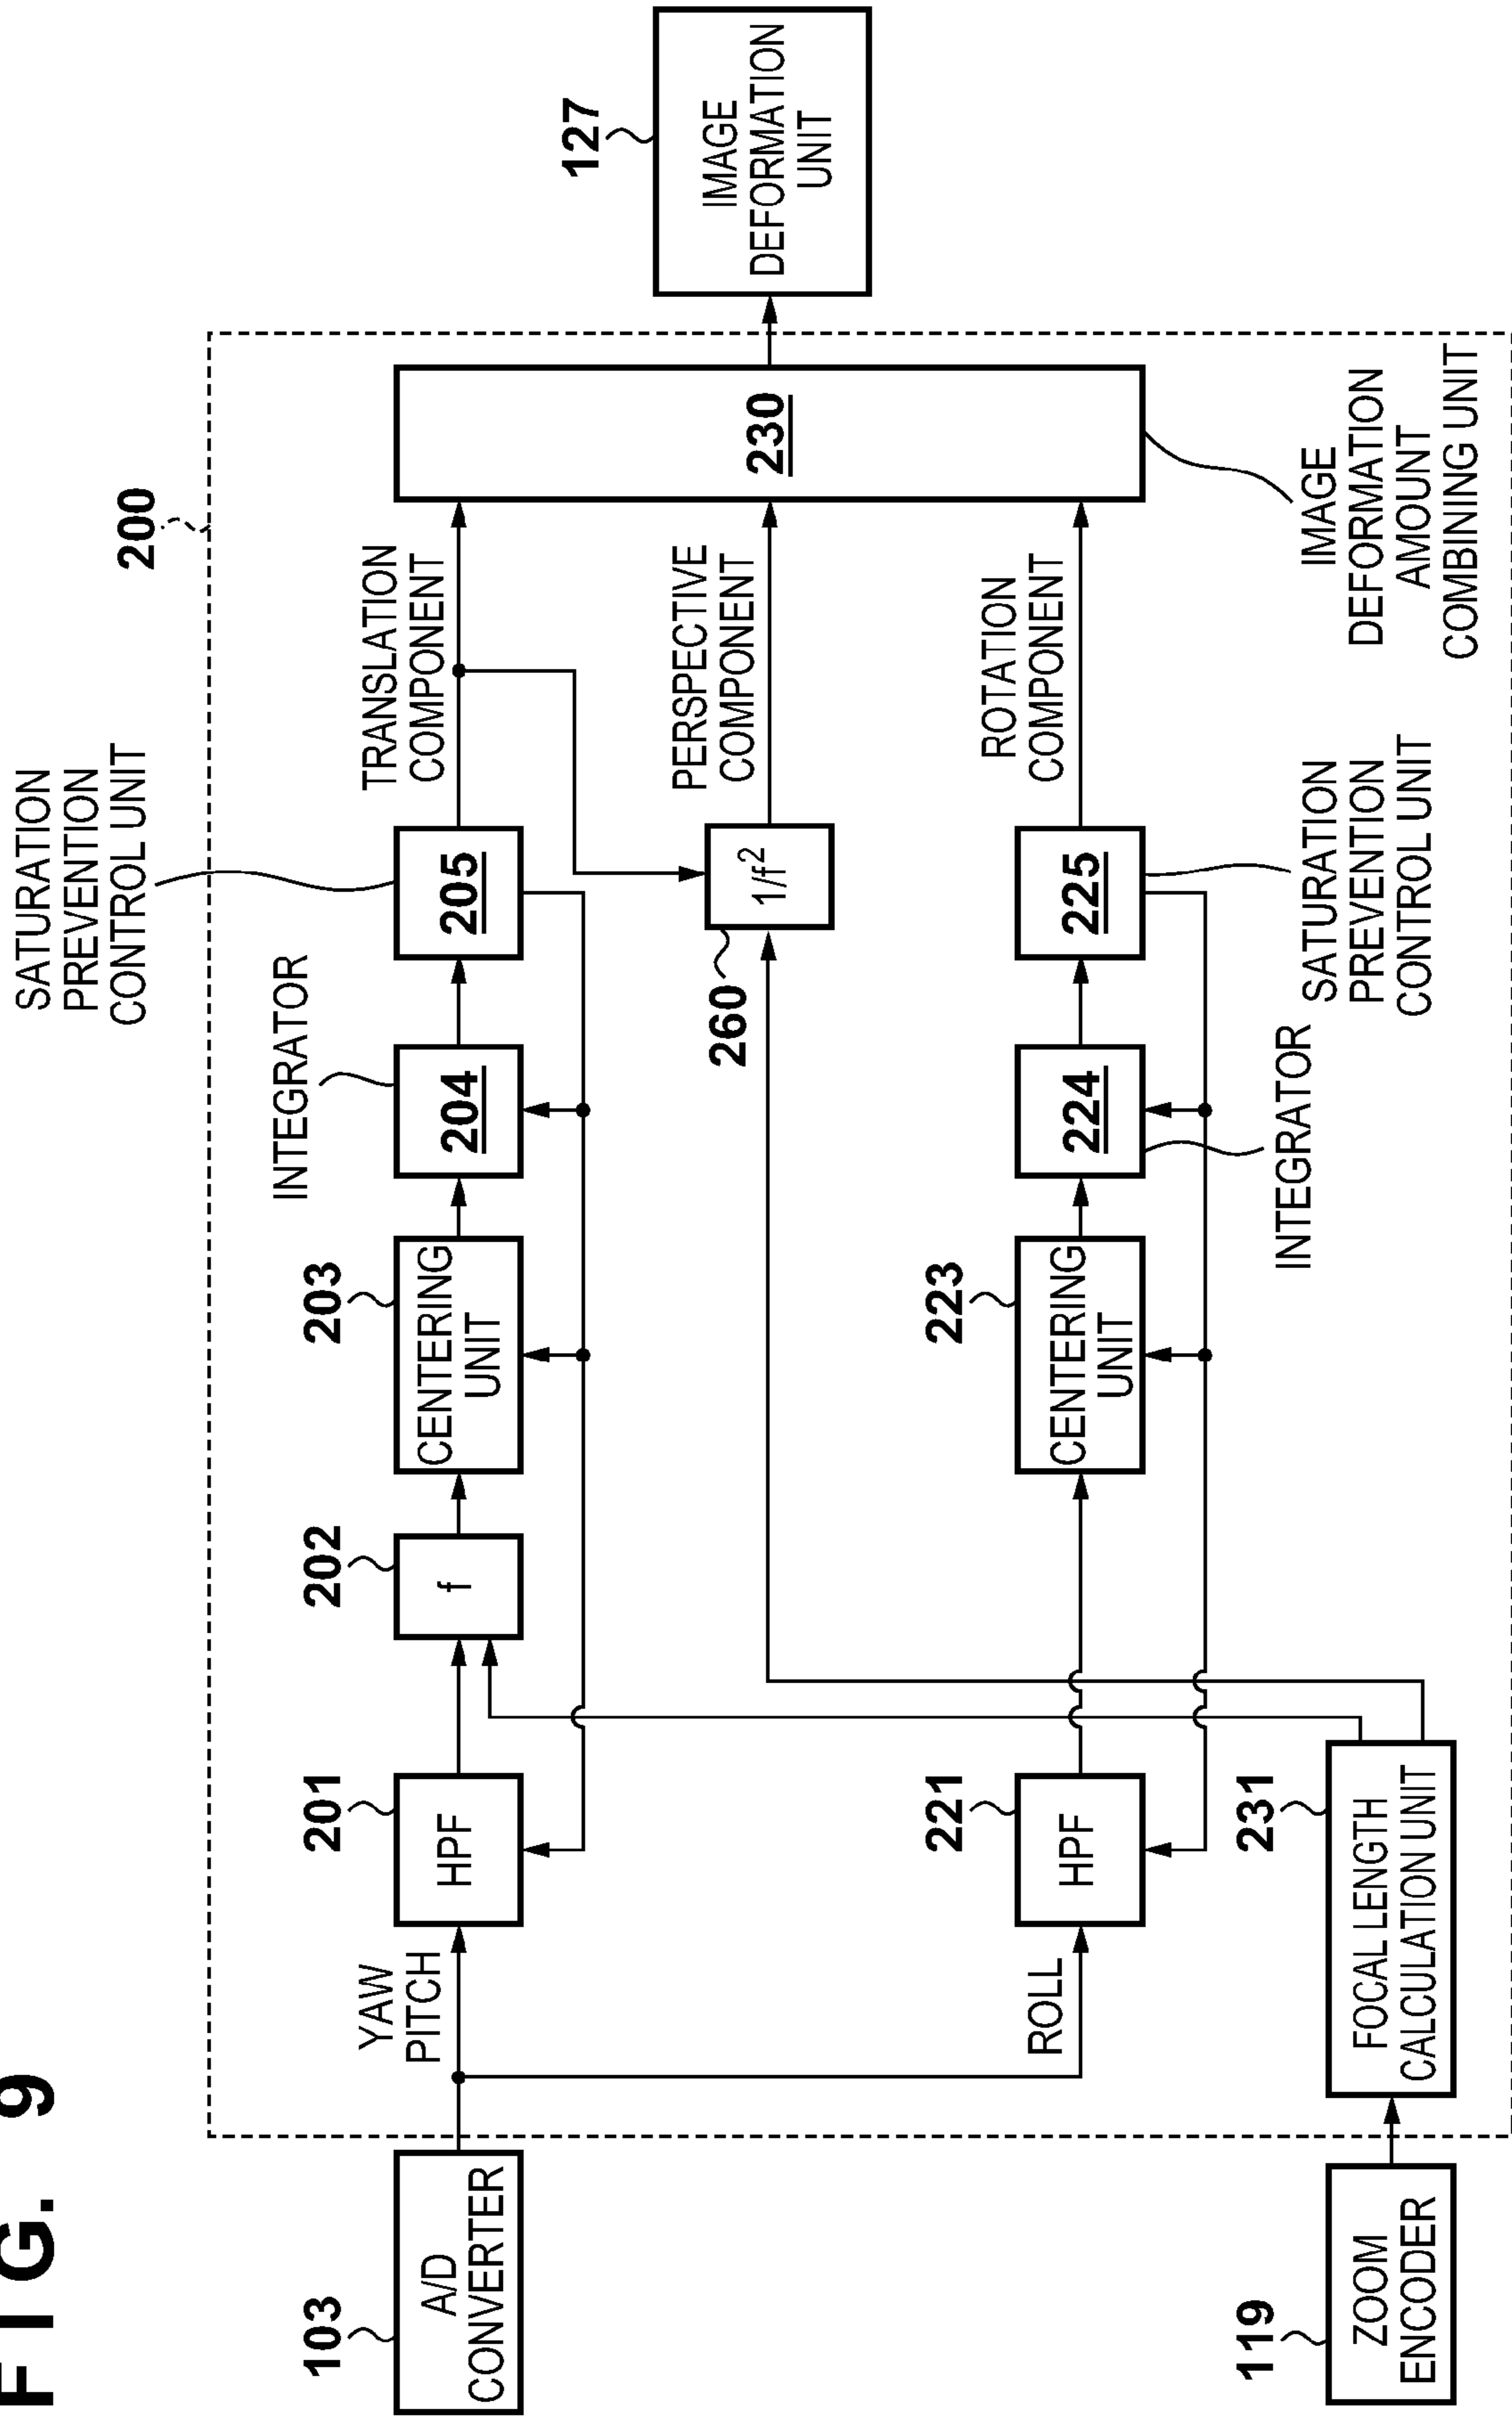 FIG. 9
200
SATURATION
PREVENTION
CONTROL UNIT
INTEGRATOR
103
A/D
CONVERTER
YAW
PITCH
201
HPF
202
f
203
CENTERING
UNIT
204
205
TRANSLATION
COMPONENT
260
1/f²
PERSPECTIVE
COMPONENT
230
127
IMAGE
DEFORMATION
UNIT
ROLL
221
HPF
223
CENTERING
UNIT
224
225
ROTATION
COMPONENT
INTEGRATOR
SATURATION
PREVENTION
CONTROL UNIT
IMAGE
DEFORMATION
AMOUNT
COMBINING UNIT
119
ZOOM
ENCODER
231
FOCAL LENGTH
CALCULATION UNIT